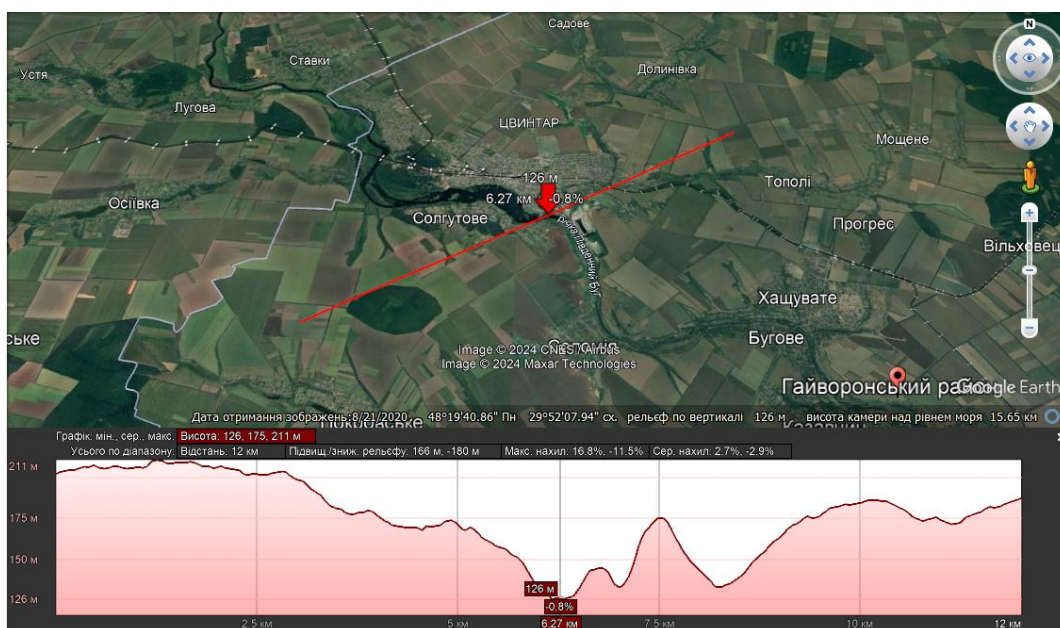 Садове
N
Устя
Ставки
Долинівка
Лугова
ЦВИНТАР
Мощене
126 м
Тополі
6.27 км -0.8%
Осіївка
Солгутове
річка Південний Буг
Прогрес
Вільховец
Хащувате
ське
Бугове
Image © 2024 CNES / Airbus
Image © 2024 Maxar Technologies
Гайворонський райо
Google Earth
Дата отримання зображень:8/21/2020 48°19'40.86" Пн 29°52'07.94" сх. рельєф по вертикалі 126 м висота камери над рівнем моря 15.65 км
Графік: мін., сер., макс. Висота: 126, 175, 211 м
Усього по діапазону: Відстань: 12 км Підвищ./зниж. рельєфу: 166 м, -180 м Макс. нахил: 16.8%, -11.5% Сер. нахил: 2.7%, -2.9%
211 м
175 м
150 м
126 м
126 м
-0.8%
2.5 км 5 км 6.27 км 7.5 км 10 км 12 км